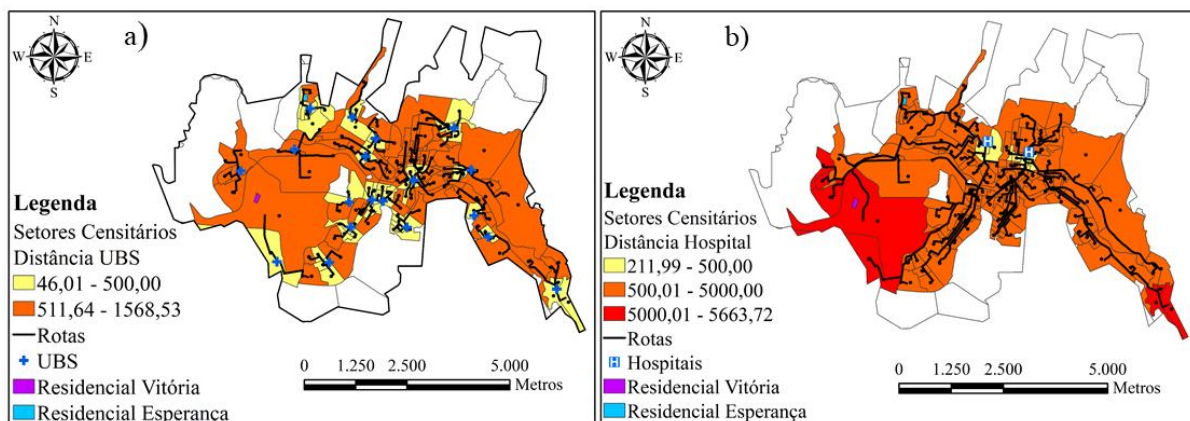 a)
N
W E
S
Legenda
Setores Censitários
Distância UBS
46,01 - 500,00
511,64 - 1568,53
Rotas
UBS
Residencial Vitória
Residencial Esperança
0 1.250 2.500 5.000
Metros
b)
N
W E
S
H
H
Legenda
Setores Censitários
Distância Hospital
211,99 - 500,00
500,01 - 5000,00
5000,01 - 5663,72
Rotas
H Hospitais
Residencial Vitória
Residencial Esperança
0 1.250 2.500 5.000
Metros